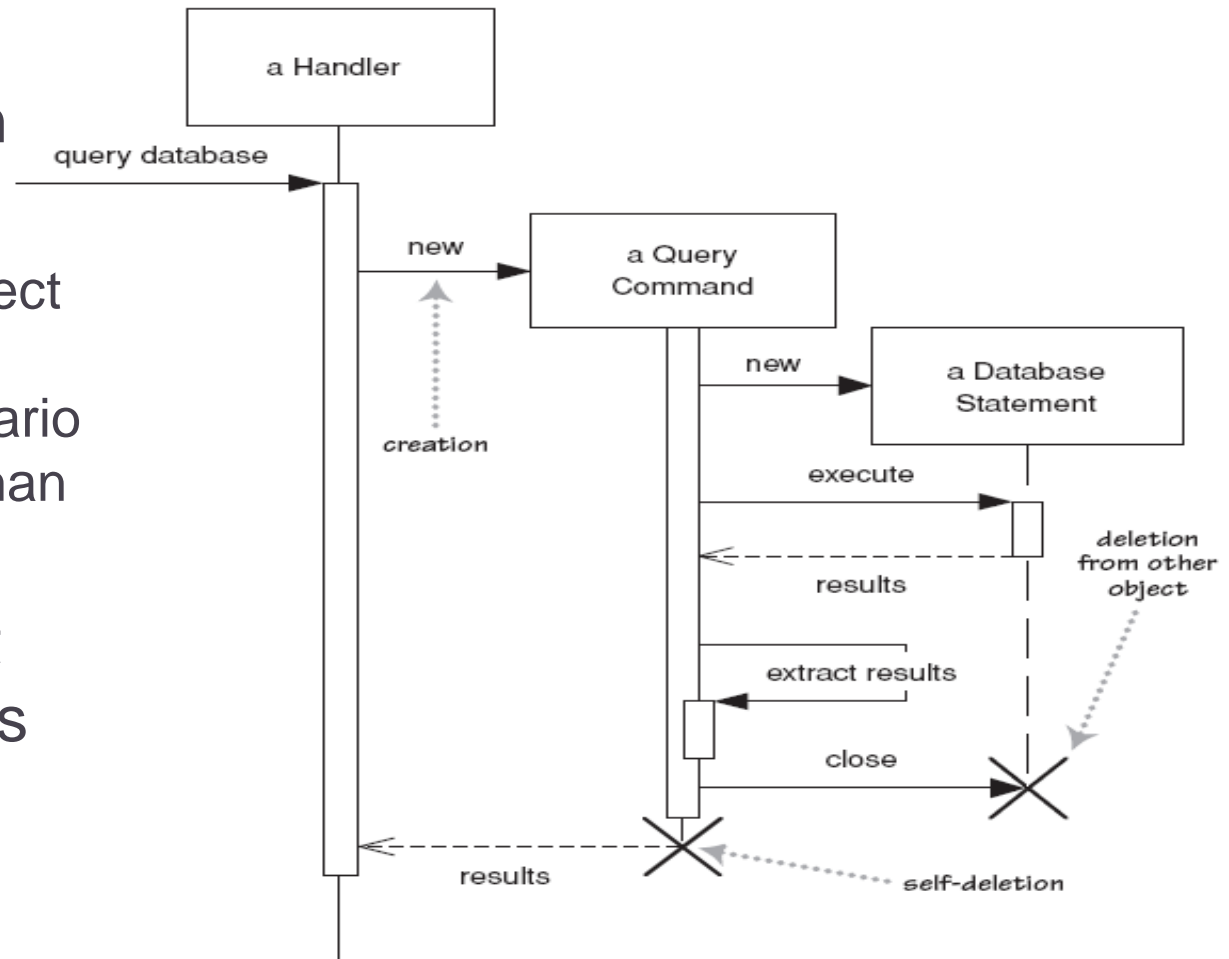 a Handler
query database
new
a Query
Command
creation
new
a Database
Statement
execute
results
deletion
from other
object
extract results
close
results
self-deletion
ario